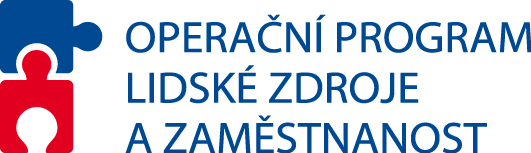 OPERAČNÍ PROGRAM
LIDSKÉ ZDROJE
A ZAMĚSTNANOST